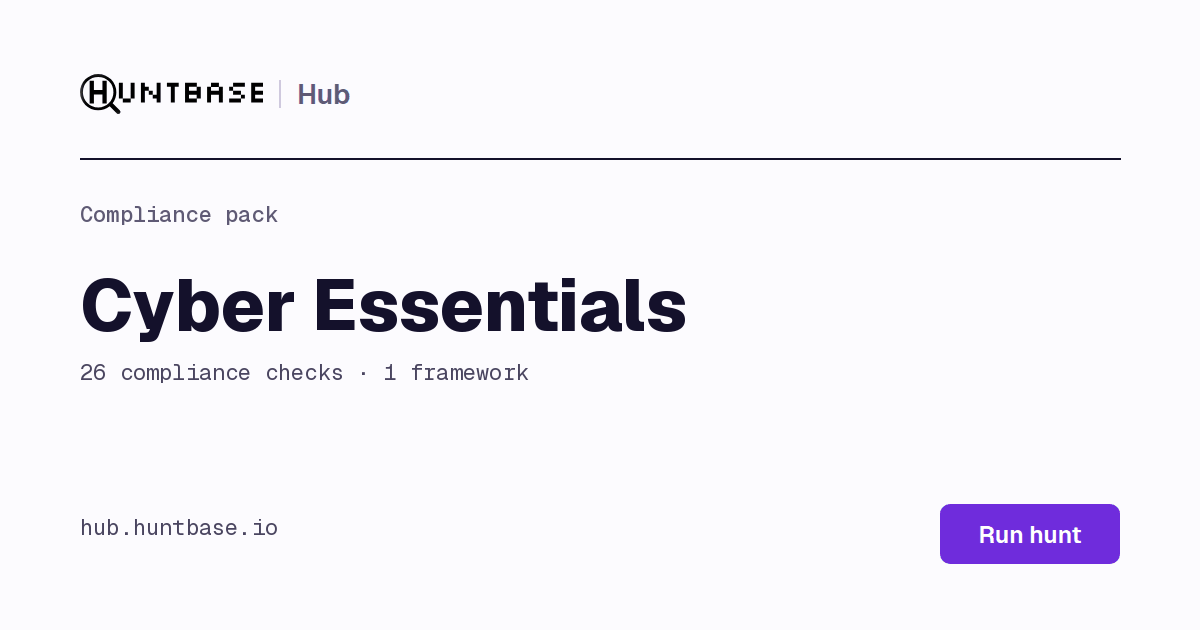 HUNTBASE | Hub
Compliance pack
Cyber Essentials
26 compliance checks · 1 framework
hub.huntbase.io
Run hunt